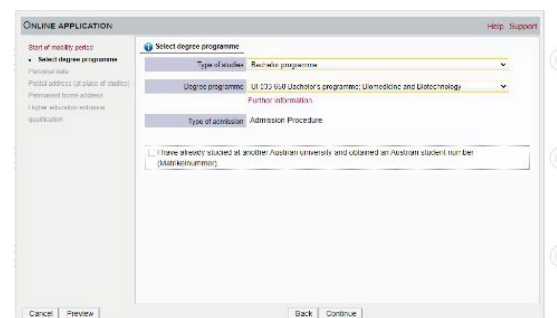 ONLINE APPLICATION
Help Support
Start of mobility period
Select degree programme
Personal data
Postal address (at place of studies)
Permanent home address
Higher education entrance
qualification
Select degree programme
Type of studies Bachelor programme
Degree programme UI 033 658 Bachelor's programme; Biomedicine and Biotechnology
Further information
Type of admission Admission Procedure
I have already studied at another Austrian university and obtained an Austrian student number
(Matrikelnummer).
Cancel Preview
Back Continue